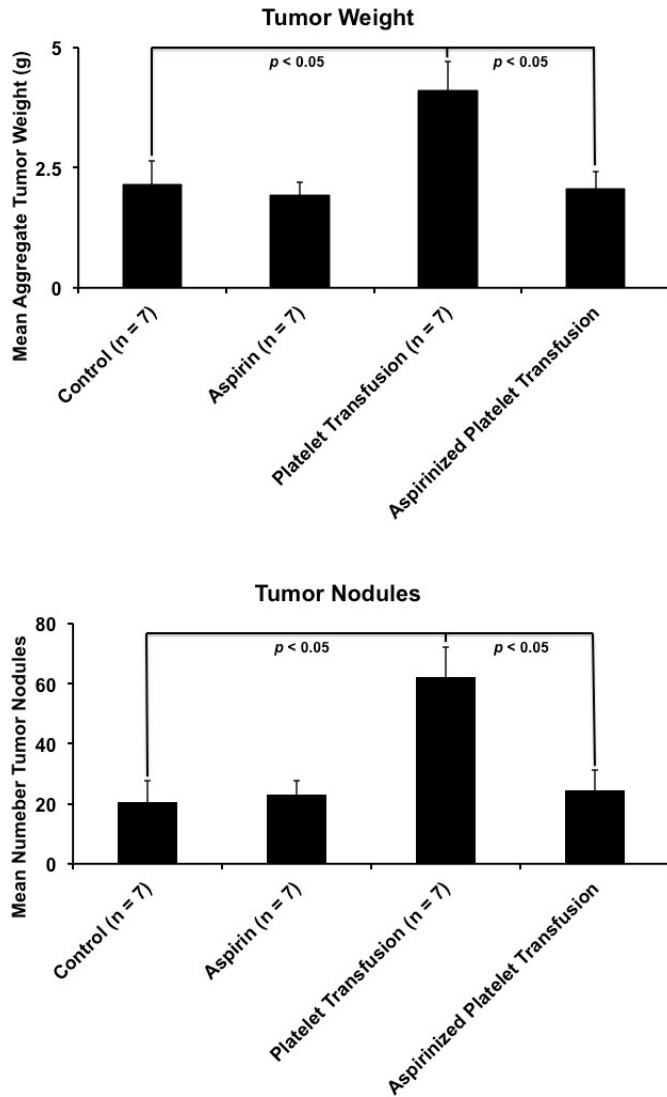 Tumor Weight
Mean Aggregate Tumor Weight (g)
5
2.5
0
p < 0.05
p < 0.05
Control (n = 7)
Aspirin (n = 7)
Platelet Transfusion (n = 7)
Aspirinized Platelet Transfusion
Tumor Nodules
Mean Numeber Tumor Nodules
80
60
40
20
0
p < 0.05
p < 0.05
Control (n = 7)
Aspirin (n = 7)
Platelet Transfusion (n = 7)
Aspirinized Platelet Transfusion